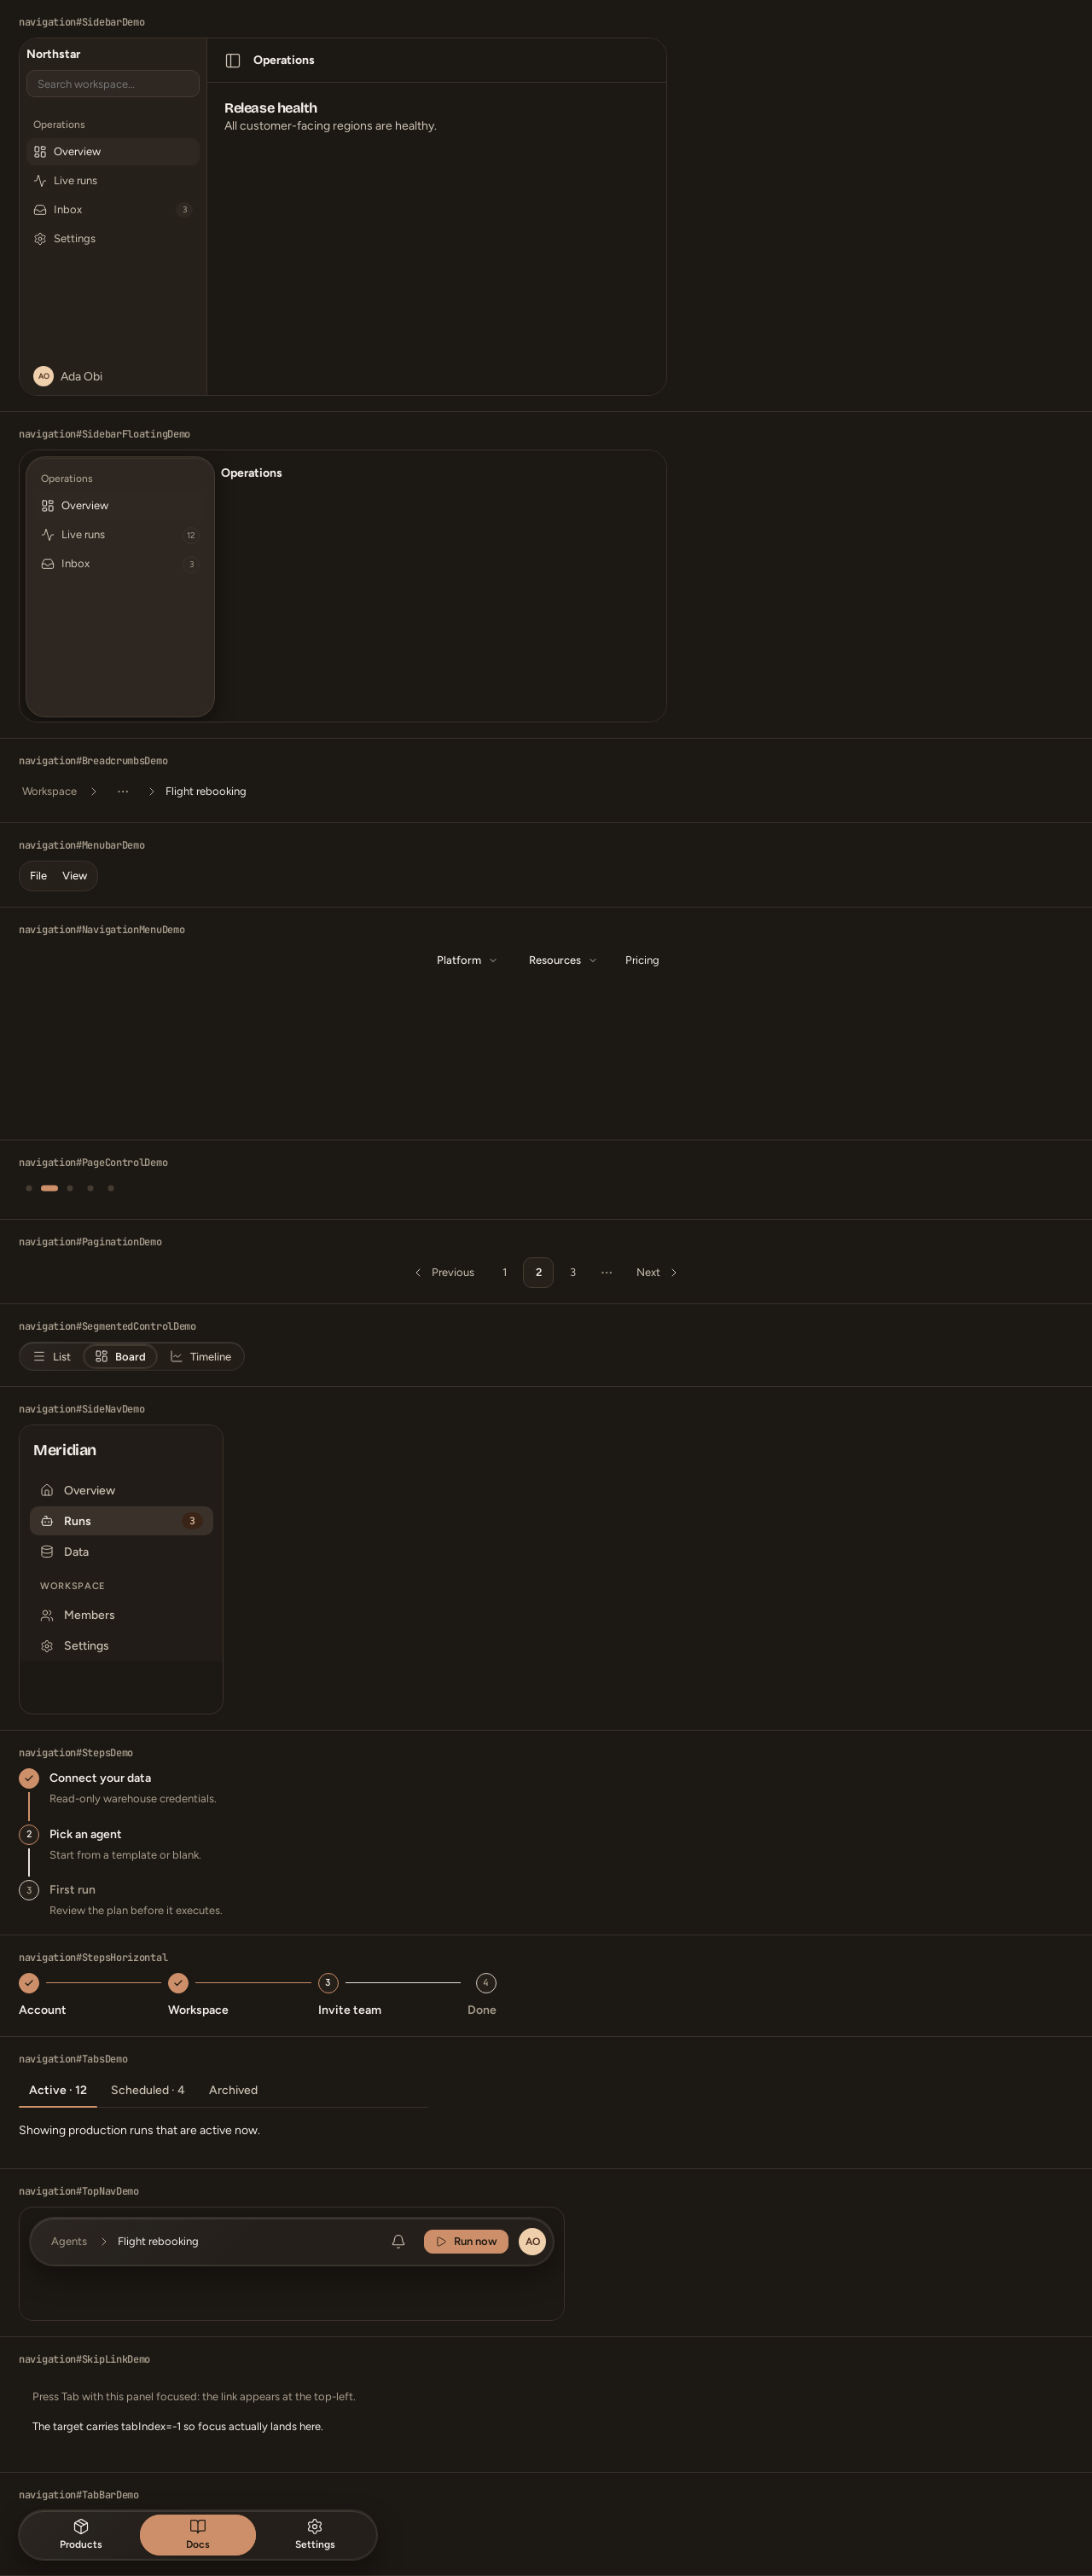 navigation#SidebarDemo
Northstar
Search workspace...
Operations
Overview
Live runs
Inbox 3
Settings
AO Ada Obi
Operations
Release health
All customer-facing regions are healthy.
navigation#SidebarFloatingDemo
Operations
Overview
Live runs 12
Inbox 3
Operations
navigation#BreadcrumbsDemo
Workspace ··· Flight rebooking
navigation#MenubarDemo
File View
navigation#NavigationMenuDemo
Platform Resources Pricing
navigation#PageControlDemo
navigation#PaginationDemo
Previous 1 2 3 ··· Next
navigation#SegmentedControlDemo
List Board Timeline
navigation#SideNavDemo
Meridian
Overview
Runs 3
Data
WORKSPACE
Members
Settings
navigation#StepsDemo
Connect your data
Read-only warehouse credentials.
2 Pick an agent
Start from a template or blank.
3 First run
Review the plan before it executes.
navigation#StepsHorizontal
3 4
Account Workspace Invite team Done
navigation#TabsDemo
Active · 12 Scheduled · 4 Archived
Showing production runs that are active now.
navigation#TopNavDemo
Agents Flight rebooking Run now AO
navigation#SkipLinkDemo
Press Tab with this panel focused: the link appears at the top-left.
The target carries tabIndex=-1 so focus actually lands here.
navigation#TabBarDemo
Products Docs Settings